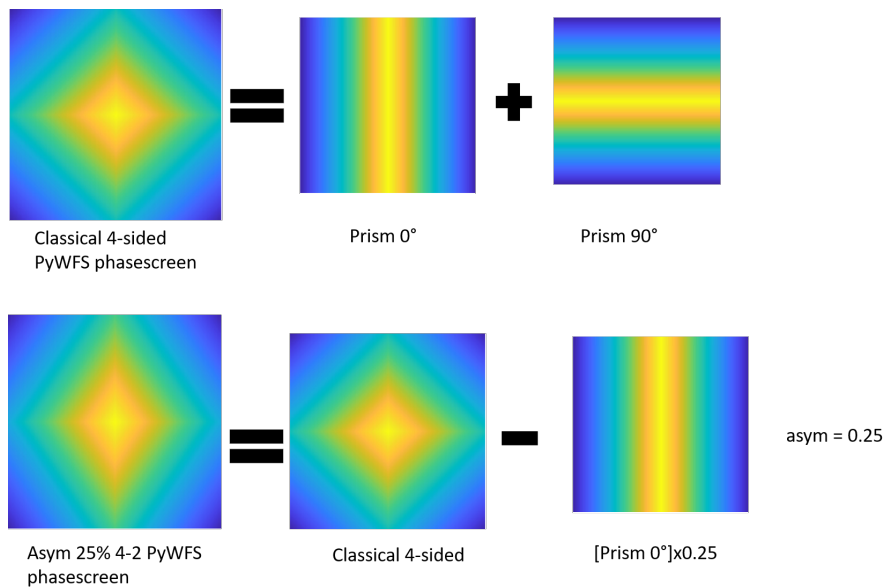 Classical 4-sided
PyWFS phasescreen
Prism 0°
Prism 90°
asym = 0.25
Asym 25% 4-2 PyWFS
phasescreen
Classical 4-sided
[Prism 0°]x0.25